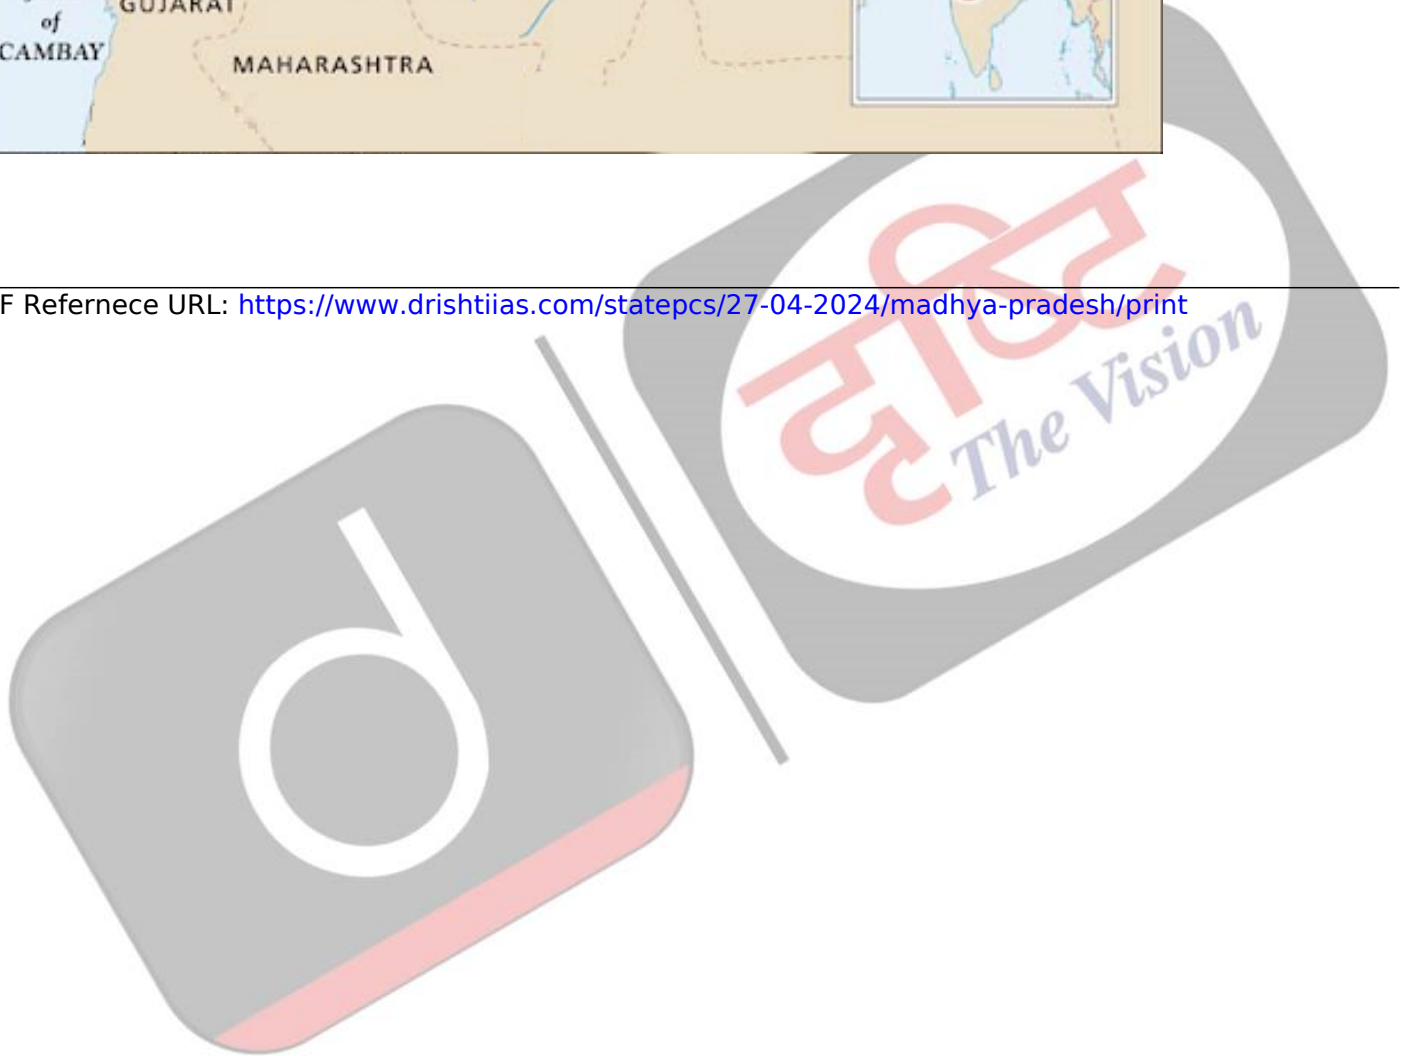 GUJARAT
of
CAMBAY
MAHARASHTRA
F Refernece URL: https://www.drishtiias.com/statepcs/27-04-2024/madhya-pradesh/print
दृष्टि
The Vision
d